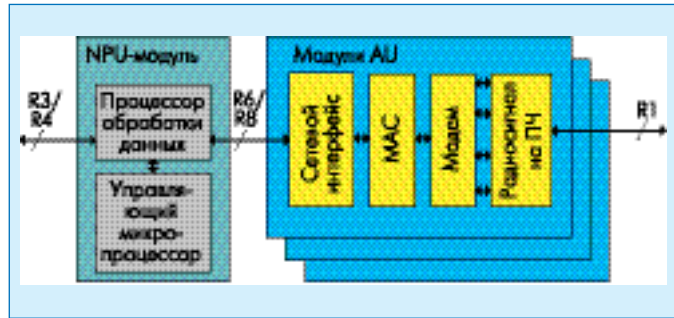 NPU-модуль
Модули AU
R3/
R4
Процессор
обработки
данных
R6/
R8
Сетевой
интерфейс
MAC
Модем
Радиосигнал
на ПЧ
R1
Управля-
ющий
микро-
процессор